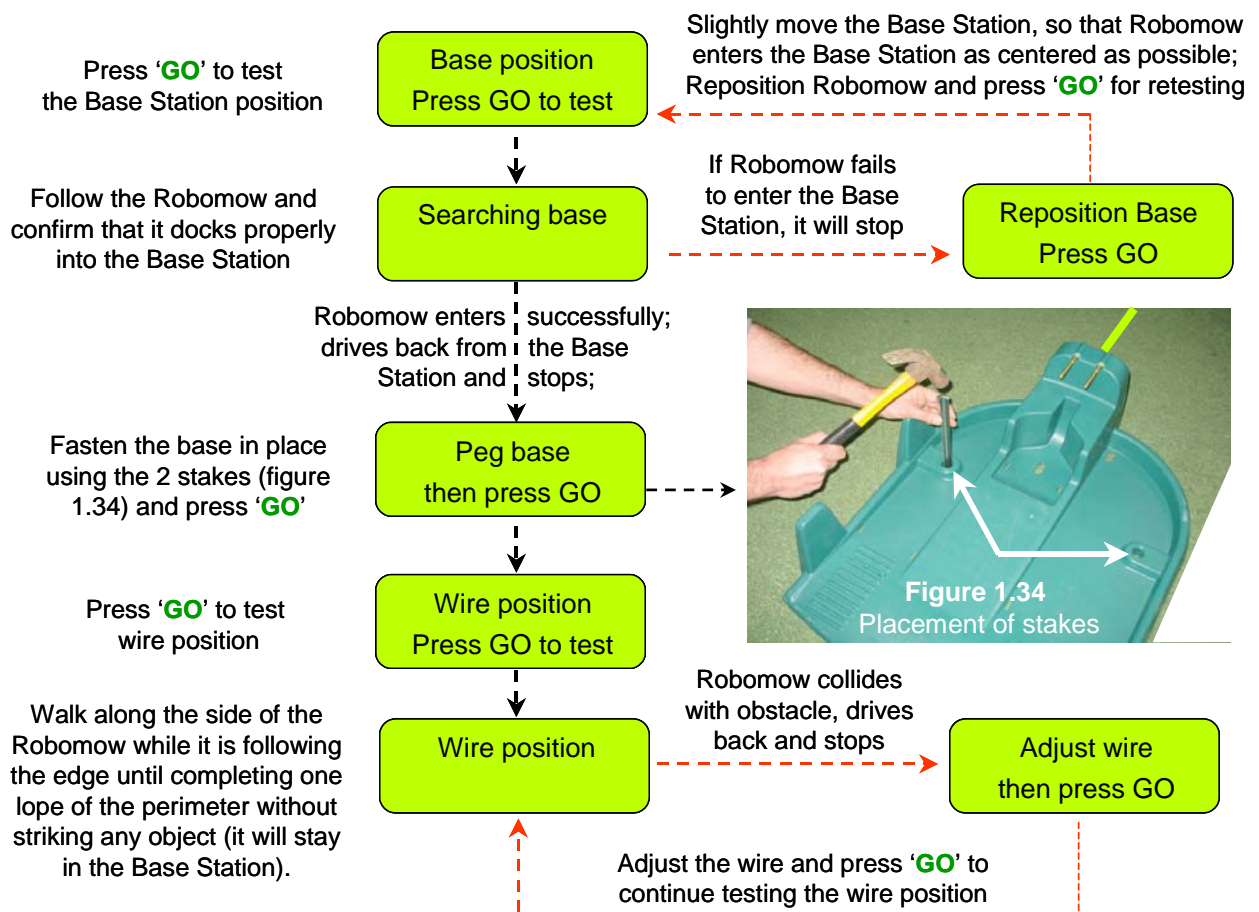 Press ‘GO’ to test
the Base Station position
Base position
Press GO to test
Slightly move the Base Station, so that Robomow
enters the Base Station as centered as possible;
Reposition Robomow and press ‘GO’ for retesting
Follow the Robomow and
confirm that it docks properly
into the Base Station
Searching base
If Robomow fails
to enter the Base
Station, it will stop
Reposition Base
Press GO
Robomow enters successfully;
drives back from the Base
Station and stops;
Fasten the base in place
using the 2 stakes (figure
1.34) and press ‘GO’
Peg base
then press GO
Figure 1.34
Placement of stakes
Press ‘GO’ to test
wire position
Wire position
Press GO to test
Walk along the side of the
Robomow while it is following
the edge until completing one
lope of the perimeter without
striking any object (it will stay
in the Base Station).
Wire position
Robomow collides
with obstacle, drives
back and stops
Adjust wire
then press GO
Adjust the wire and press ‘GO’ to
continue testing the wire position